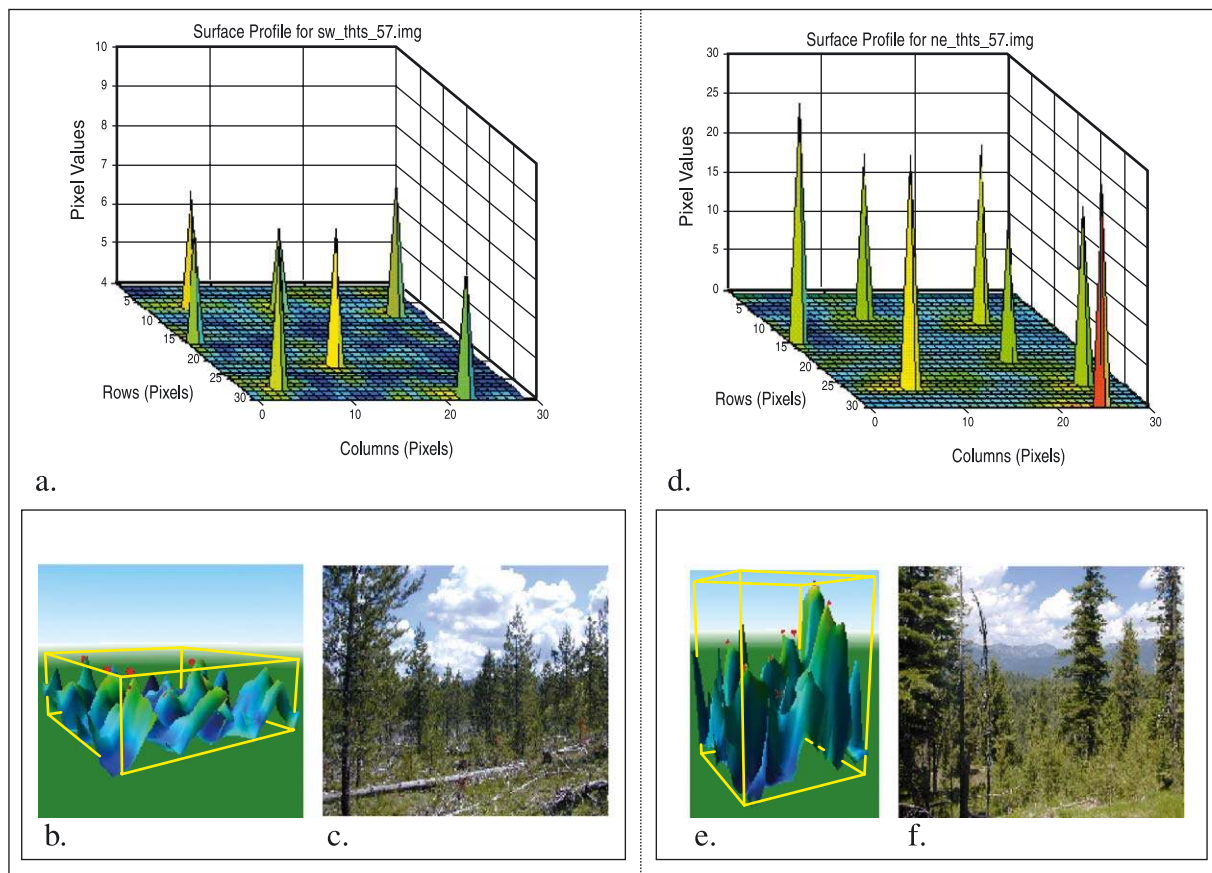 Surface Profile for sw_thts_57.img
10
9
8
7
6
5
4
Pixel Values
5
10
15
20
25
30
Rows (Pixels)
0
10
20
30
Columns (Pixels)
a.
Surface Profile for ne_thts_57.img
30
25
20
15
10
5
0
Pixel Values
5
10
15
20
25
30
Rows (Pixels)
0
10
20
30
Columns (Pixels)
d.
b.
c.
e.
f.